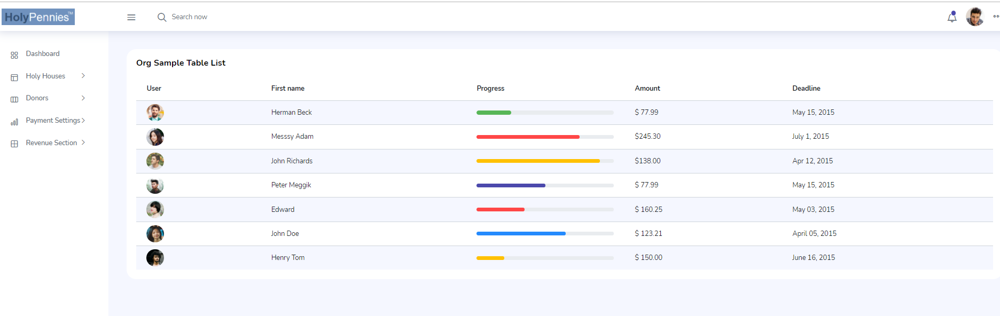 HolyPennies™
Search now
Dashboard
Holy Houses
Donors
Payment Settings
Revenue Section
Org Sample Table List
User First name Progress Amount Deadline
Herman Beck $ 77.99 May 15, 2015
Messsy Adam $245.30 July 1, 2015
John Richards $138.00 Apr 12, 2015
Peter Meggik $ 77.99 May 15, 2015
Edward $ 160.25 May 03, 2015
John Doe $ 123.21 April 05, 2015
Henry Tom $ 150.00 June 16, 2015